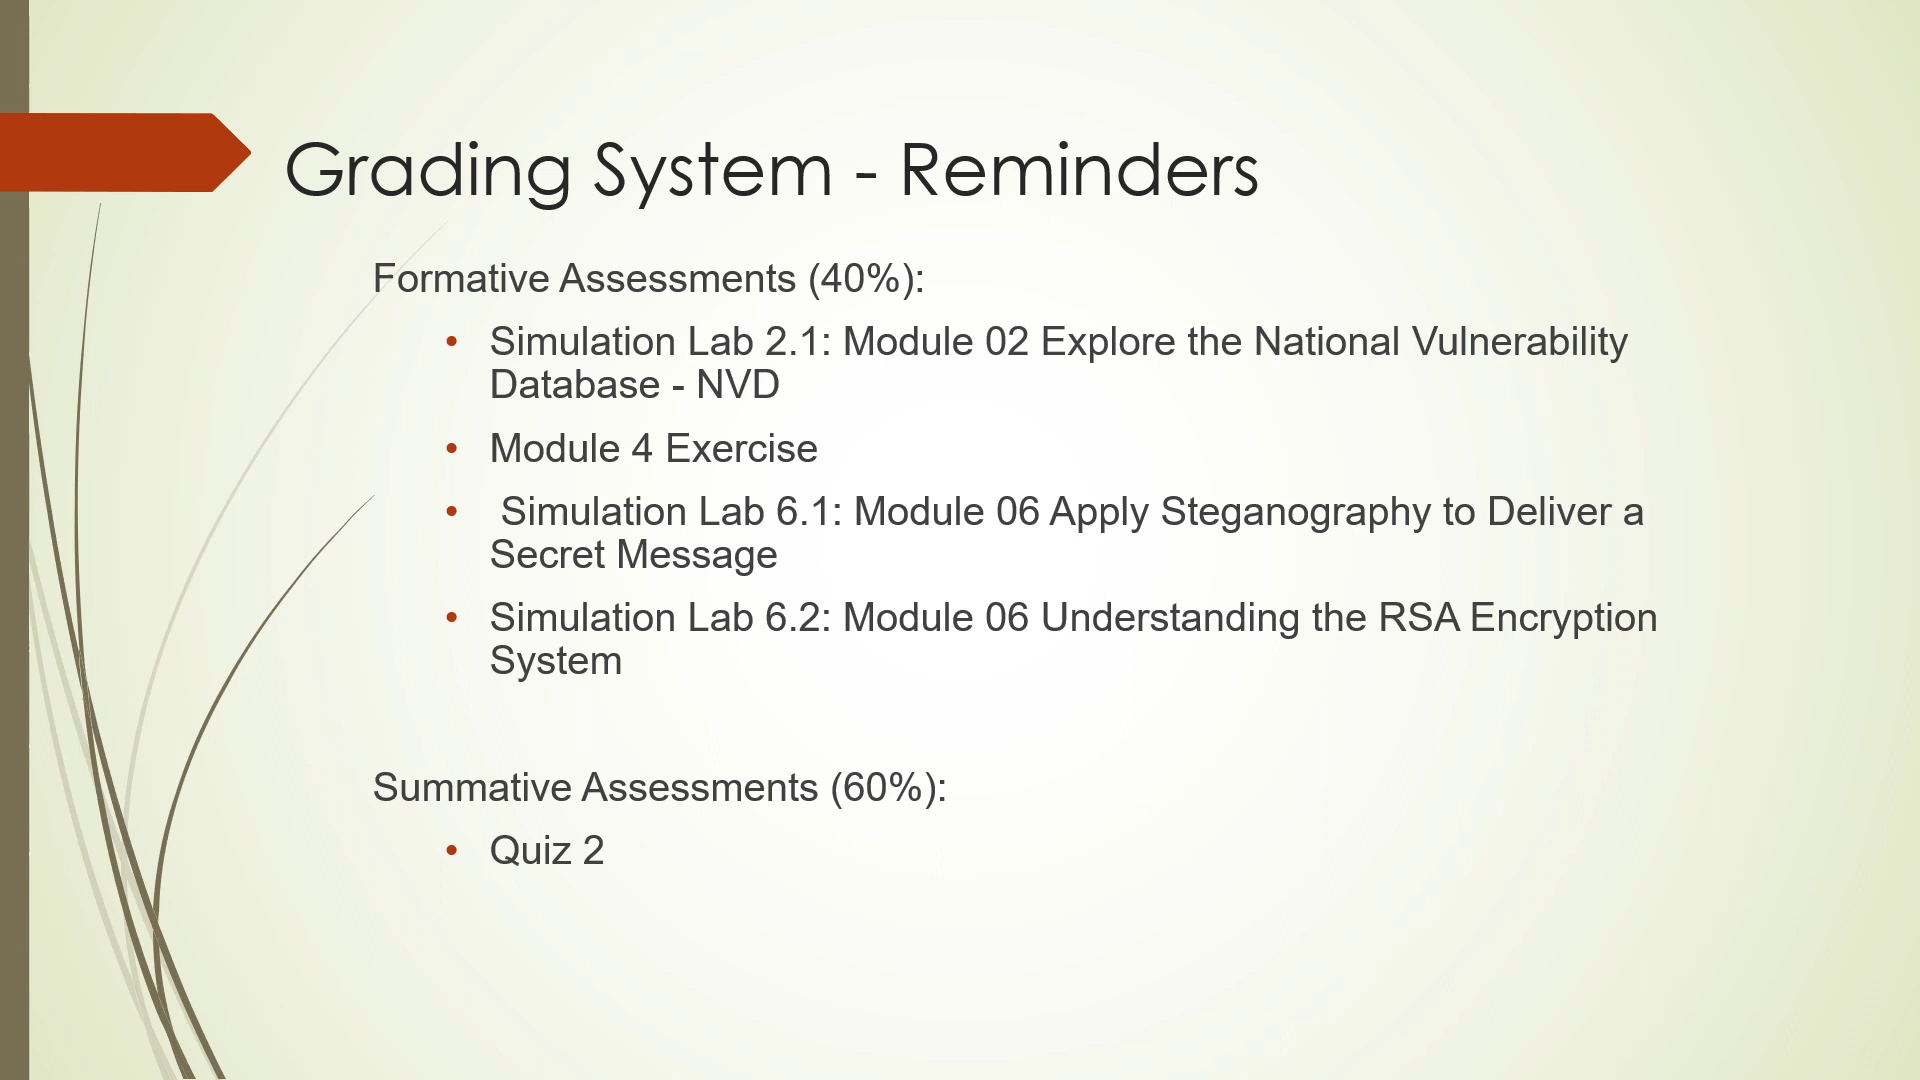 Grading System - Reminders
Formative Assessments (40%):
• Simulation Lab 2.1: Module 02 Explore the National Vulnerability
Database - NVD
• Module 4 Exercise
• Simulation Lab 6.1: Module 06 Apply Steganography to Deliver a
Secret Message
• Simulation Lab 6.2: Module 06 Understanding the RSA Encryption
System
Summative Assessments (60%):
• Quiz 2